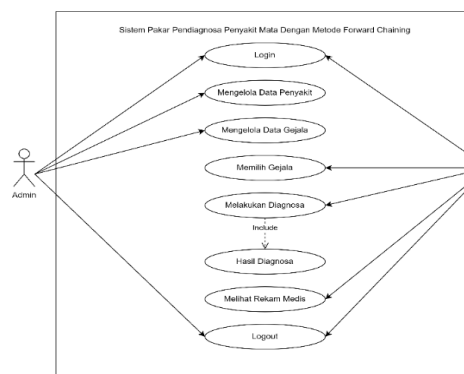 Sistem Pakar Pendiagnosa Penyakit Mata Dengan Metode Forward Chaining
Login
Mengelola Data Penyakit
Mengelola Data Gejala
Memilih Gejala
Admin
Melakukan Diagnosa
Include
Hasil Diagnosa
Melihat Rekam Medis
Logout